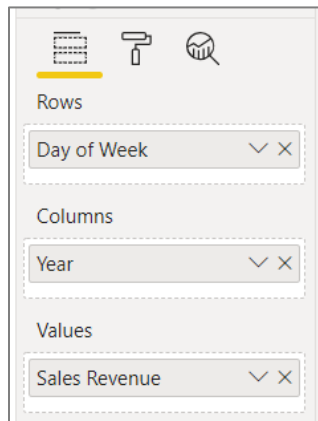 Rows
Day of Week
Columns
Year
Values
Sales Revenue